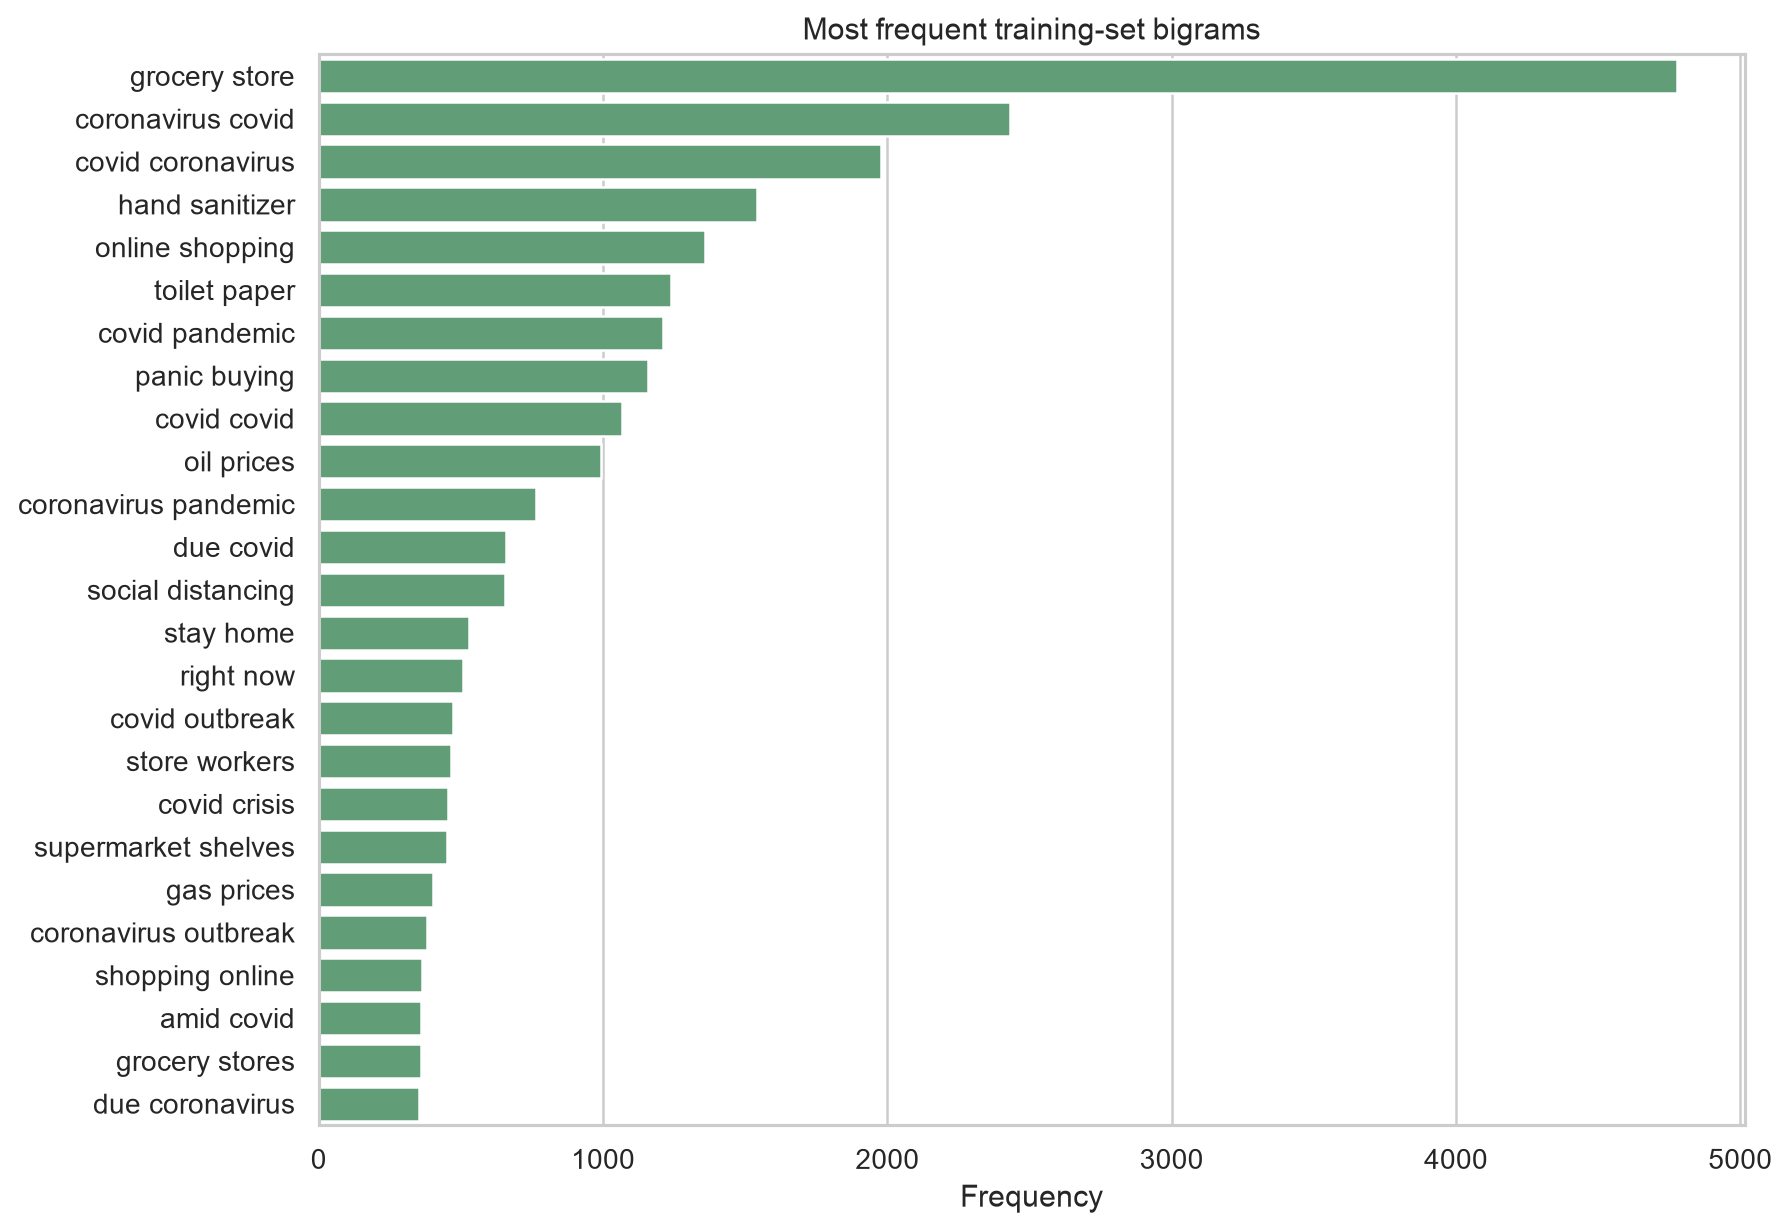 Most frequent training-set bigrams
grocery store
coronavirus covid
covid coronavirus
hand sanitizer
online shopping
toilet paper
covid pandemic
panic buying
covid covid
oil prices
coronavirus pandemic
due covid
social distancing
stay home
right now
covid outbreak
store workers
covid crisis
supermarket shelves
gas prices
coronavirus outbreak
shopping online
amid covid
grocery stores
due coronavirus
0 1000 2000 3000 4000 5000
Frequency